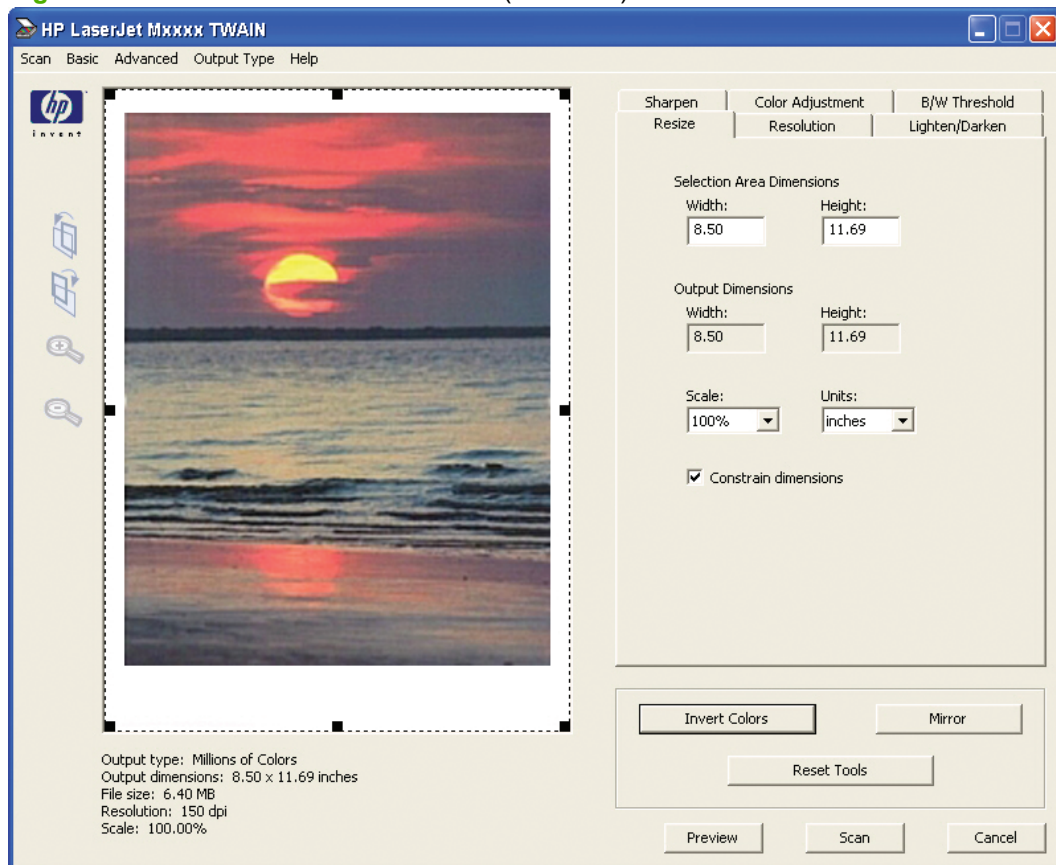 HP LaserJet Mxxxx TWAIN
Scan Basic Advanced Output Type Help
hp
invent
Sharpen Color Adjustment B/W Threshold
Resize Resolution Lighten/Darken
Selection Area Dimensions
Width: Height:
8.50 11.69
Output Dimensions
Width: Height:
8.50 11.69
Scale: Units:
100% inches
Constrain dimensions
Invert Colors Mirror
Reset Tools
Output type: Millions of Colors
Output dimensions: 8.50 x 11.69 inches
File size: 6.40 MB
Resolution: 150 dpi
Scale: 100.00%
Preview Scan Cancel